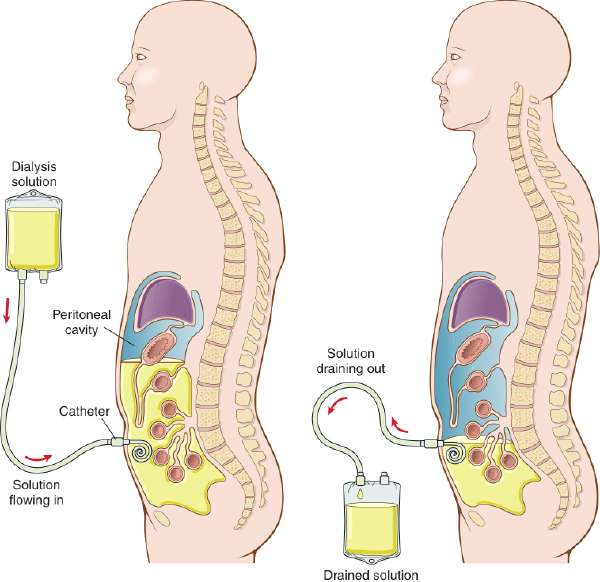 Dialysis
solution
Peritoneal
cavity
Catheter
Solution
flowing in
Solution
draining out
Drained solution